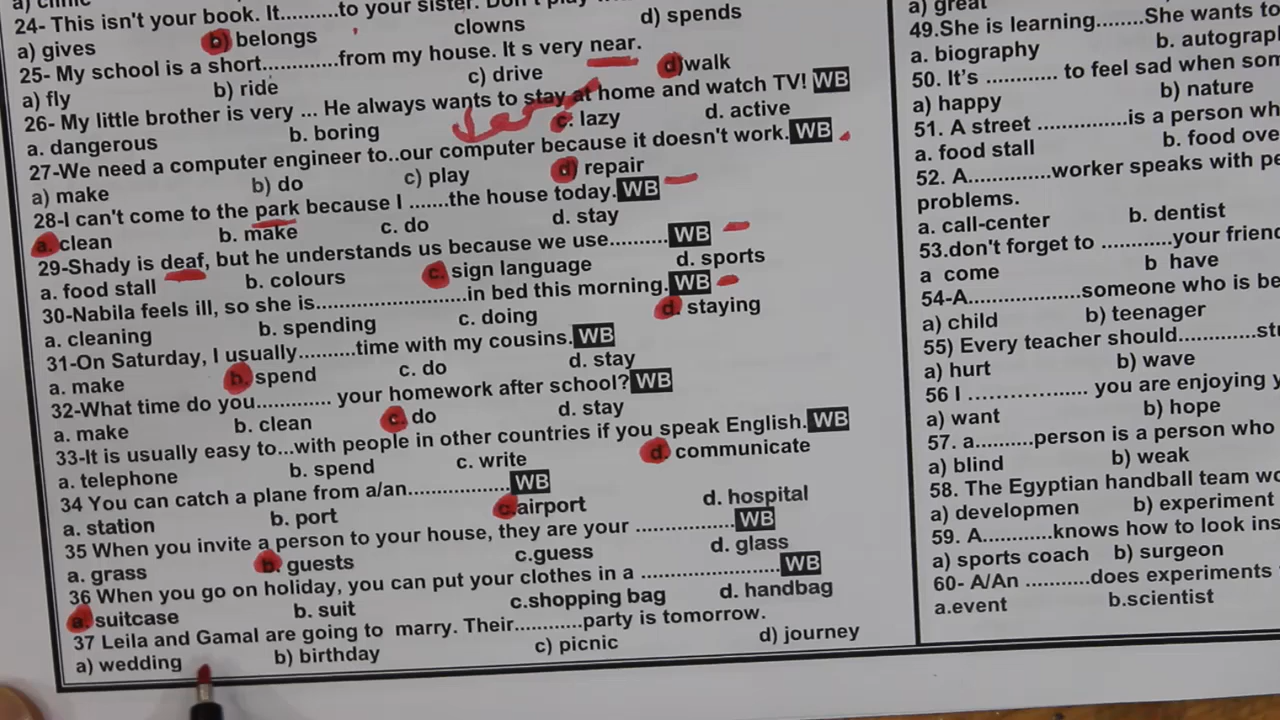 24- This isn't your book. It..........to your sister. Don't
a) gives b) belongs clowns d) spends
25- My school is a short.............from my house. It s very near.
a) fly b) ride c) drive d) walk
26- My little brother is very ... He always wants to stay at home and watch TV! WB
a. dangerous b. boring c. lazy d. active
27-We need a computer engineer to..our computer because it doesn't work. WB
a) make b) do c) play d) repair
28-I can't come to the park because I .......the house today. WB
a. clean b. make c. do d. stay
29-Shady is deaf, but he understands us because we use.......... WB
a. food stall b. colours c. sign language d. sports
30-Nabila feels ill, so she is..........................in bed this morning. WB
a. cleaning b. spending c. doing d. staying
31-On Saturday, I usually..........time with my cousins. WB
a. make b. spend c. do d. stay
32-What time do you............. your homework after school? WB
a. make b. clean c. do d. stay
33-It is usually easy to...with people in other countries if you speak English. WB
a. telephone b. spend c. write d. communicate
34 You can catch a plane from a/an.................. WB
a. station b. port c. airport d. hospital
35 When you invite a person to your house, they are your ................. WB
a. grass b. guests c.guess d. glass
36 When you go on holiday, you can put your clothes in a ........................ WB
a. suitcase b. suit c.shopping bag d. handbag
37 Leila and Gamal are going to marry. Their............party is tomorrow.
a) wedding b) birthday c) picnic d) journey
a) great
49.She is learning........She wants to
a. biography b. autograp
50. It's ............ to feel sad when som
a) happy b) nature
51. A street ...............is a person wh
a. food stall b. food ove
52. A..............worker speaks with pe
problems.
a. call-center b. dentist
53.don't forget to ............your friend
a come b have
54-A...................someone who is be
a) child b) teenager
55) Every teacher should.............stu
a) hurt b) wave
56 I .................... you are enjoying y
a) want b) hope
57. a..........person is a person who
a) blind b) weak
58. The Egyptian handball team wo
a) developmen b) experiment
59. A............knows how to look ins
a) sports coach b) surgeon
60- A/An ...........does experiments
a.event b.scientist